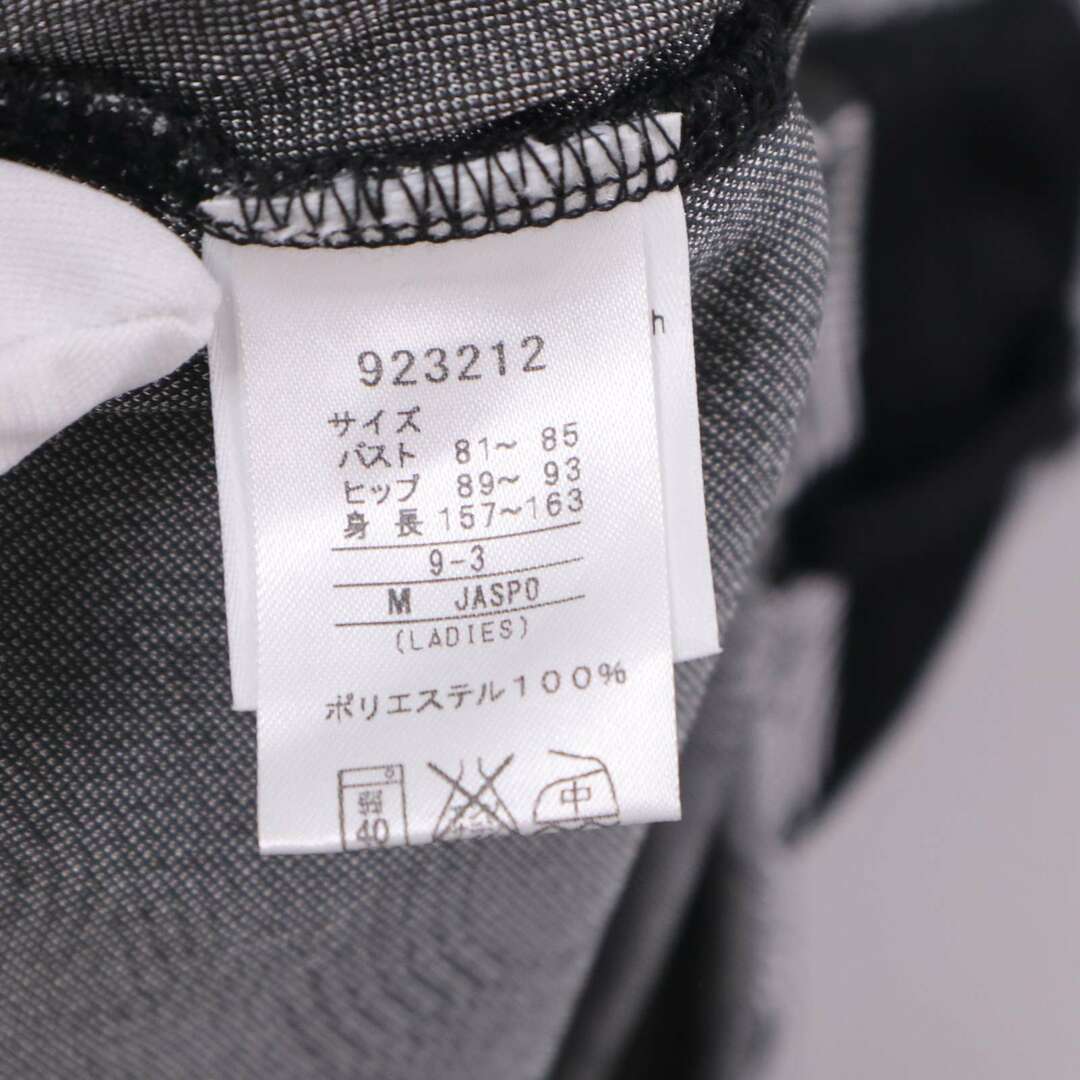 923212
サイズ
バスト 81～ 85
ヒップ 89～ 93
身 長 157～163
9-3
M JASPO
(LADIES)
ポリエステル100%
弱
40
中
h